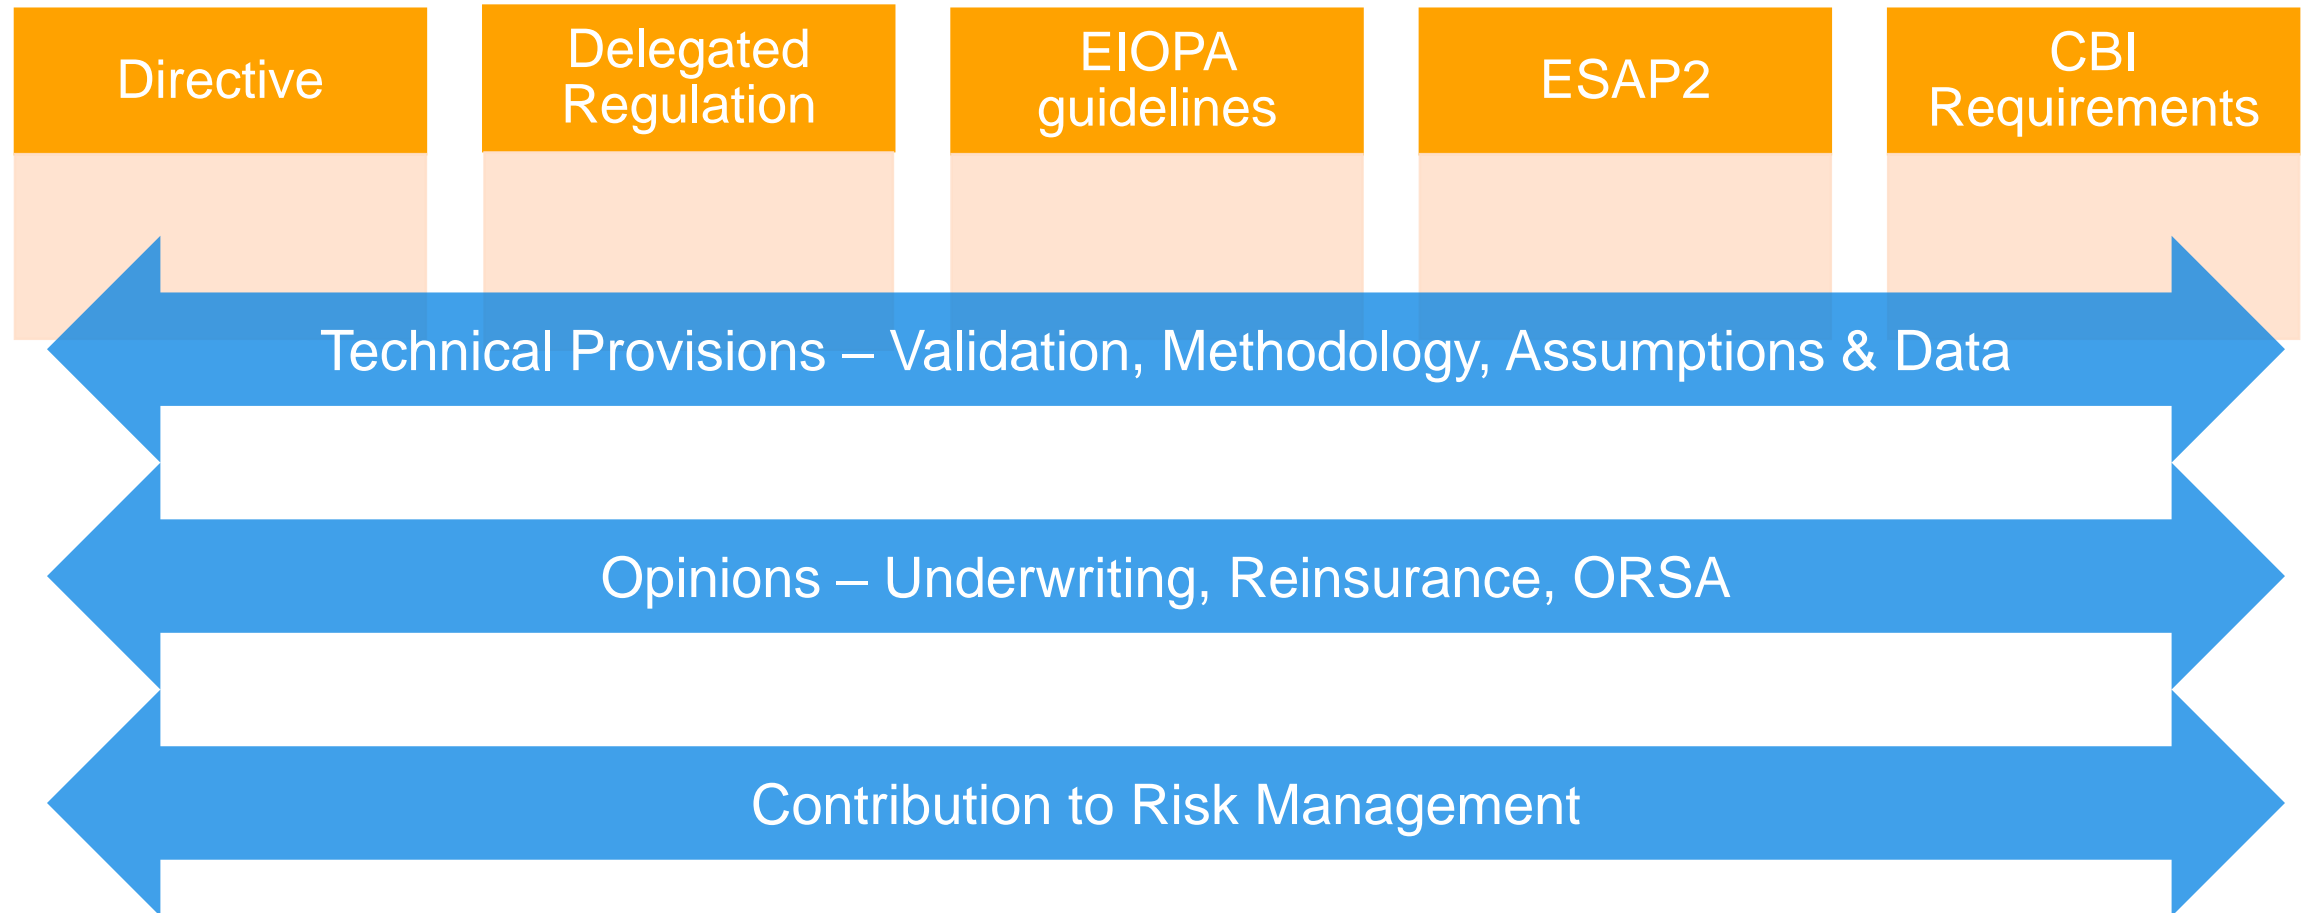 Directive
Delegated
Regulation
EIOPA
guidelines
ESAP2
CBI
Requirements
Technical Provisions – Validation, Methodology, Assumptions & Data
Opinions – Underwriting, Reinsurance, ORSA
Contribution to Risk Management